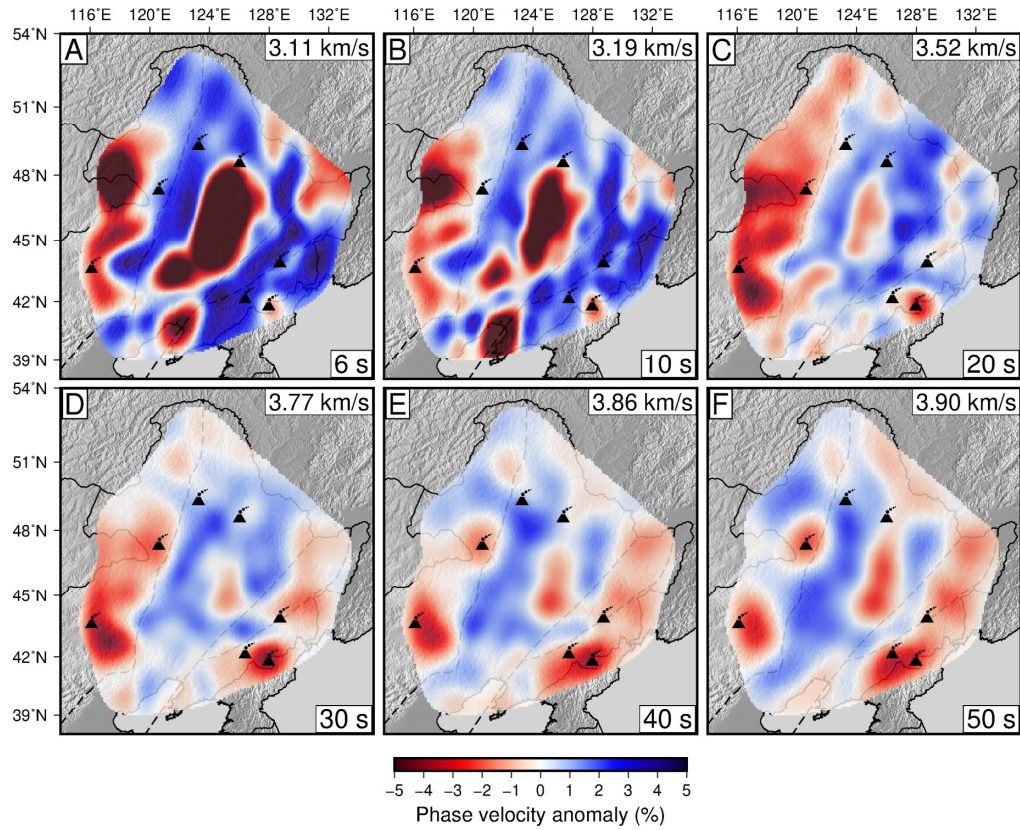 116°E 120°E 124°E 128°E 132°E 116°E 120°E 124°E 128°E 132°E 116°E 120°E 124°E 128°E 132°E
54°N
A 3.11 km/s B 3.19 km/s C 3.52 km/s
51°N
48°N
45°N
42°N
39°N
6 s 10 s 20 s
54°N
D 3.77 km/s E 3.86 km/s F 3.90 km/s
51°N
48°N
45°N
42°N
39°N
30 s 40 s 50 s
−5 −4 −3 −2 −1 0 1 2 3 4 5
Phase velocity anomaly (%)